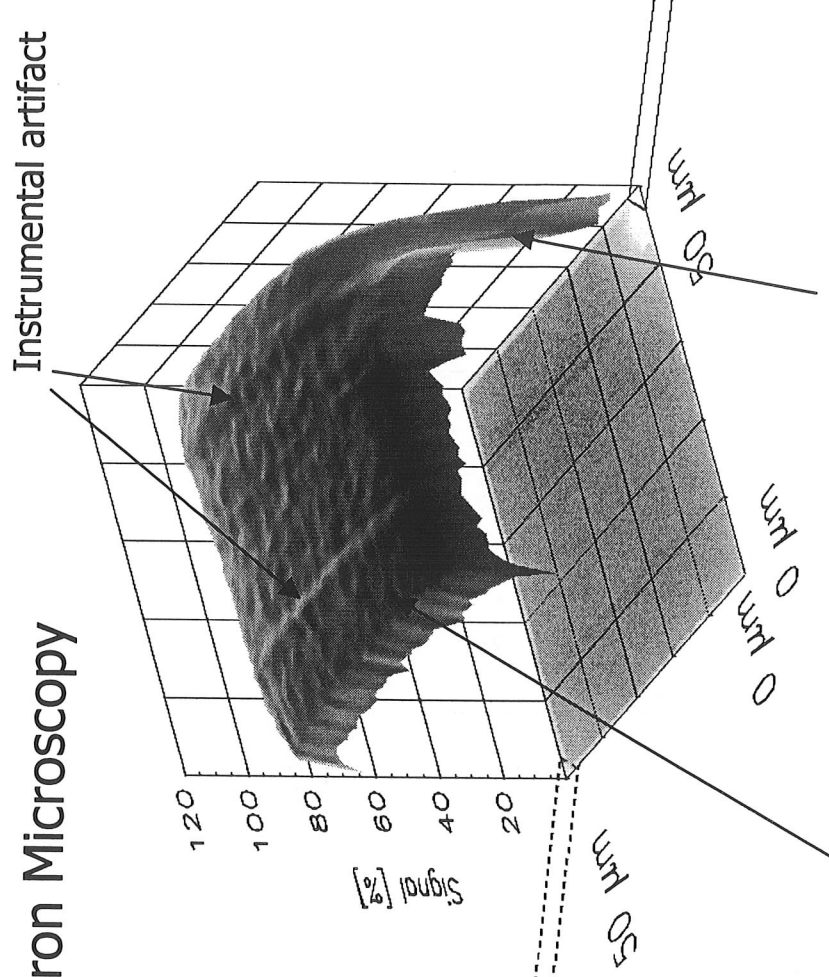 ron Microscopy
Instrumental artifact
120
100
80
60
40
20
Signal [%]
50 µm
0 µm
0 µm
50 µm